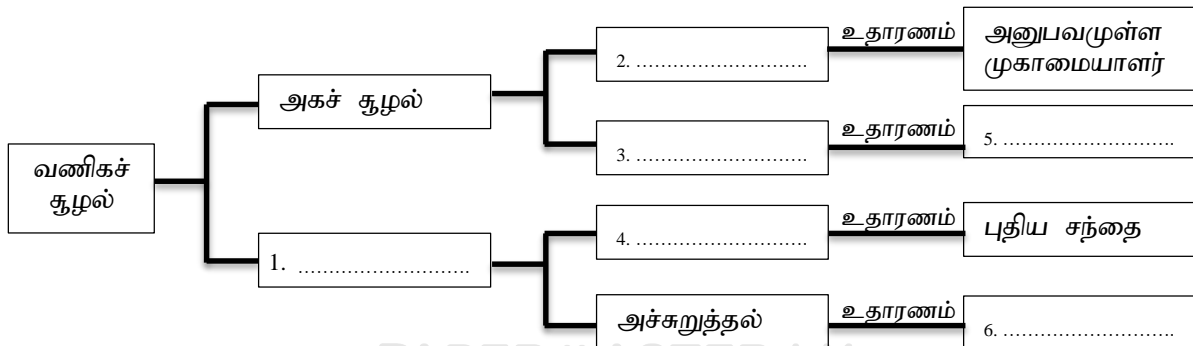 உதாரணம்
அனுபவமுள்ள
முகாமையாளர்
2. ...............................
அகச் சூழல்
உதாரணம்
3. ...............................
5. ...............................
வணிகச்
சூழல்
உதாரணம்
4. ...............................
புதிய சந்தை
1. ...............................
உதாரணம்
அச்சுறுத்தல்
6. ...............................